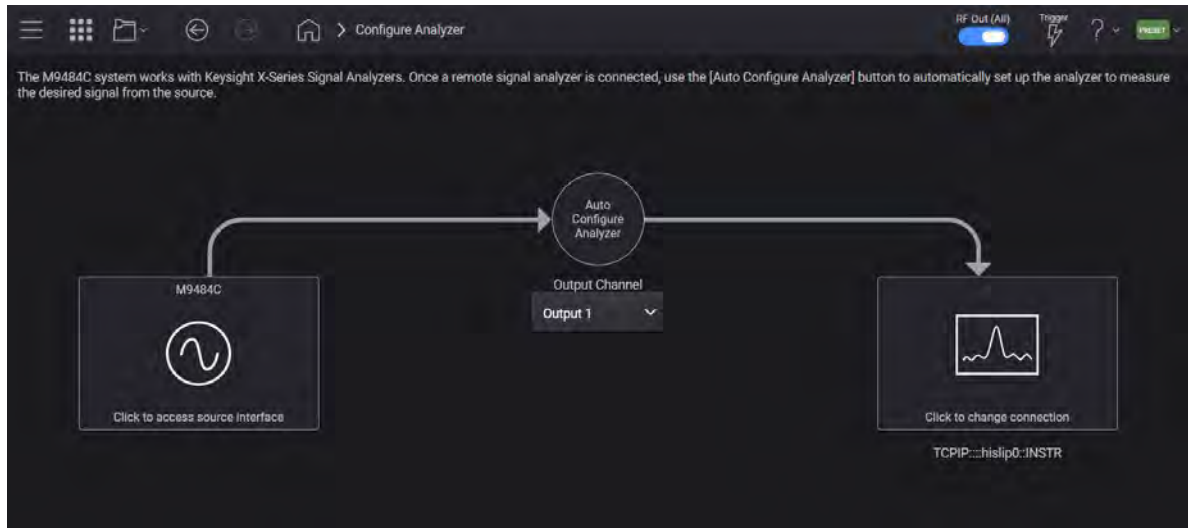 Configure Analyzer
RF Out (All)
Trigger
PRESET
The M9484C system works with Keysight X-Series Signal Analyzers. Once a remote signal analyzer is connected, use the [Auto Configure Analyzer] button to automatically set up the analyzer to measure
the desired signal from the source.
Auto
Configure
Analyzer
M9484C
Output Channel
Output 1
Click to access source interface
Click to change connection
TCPIP::::hislip0::INSTR